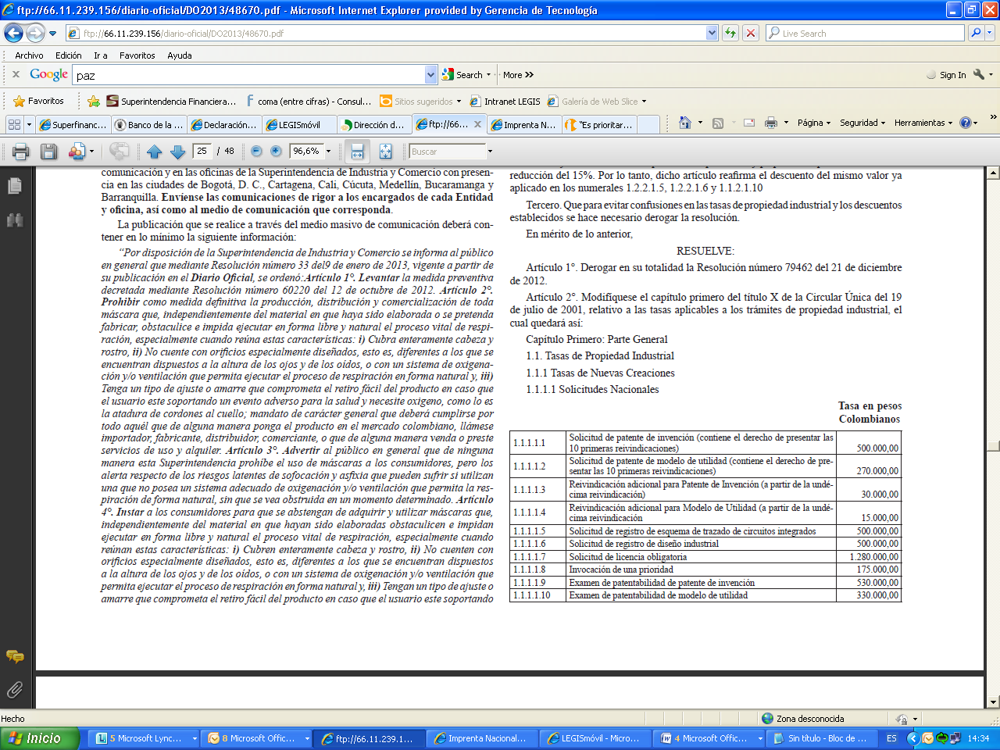 ftp://66.11.239.156/diario-oficial/DO2013/48670.pdf - Microsoft Internet Explorer provided by Gerencia de Tecnología
ftp://66.11.239.156/diario-oficial/DO2013/48670.pdf
Live Search
Archivo Edición Ir a Favoritos Ayuda
x Google paz Search More >> Sign In
Favoritos Superintendencia Financiera... coma (entre cifras) - Consul... Sitios sugeridos Intranet LEGIS Galería de Web Slice
Superfinanc... Banco de la ... Declaración... LEGISmóvil Dirección d... ftp://66.... Imprenta N... "Es prioritar... Página Seguridad Herramientas
25 / 48 96,6% Buscar
comunicación y en las oficinas de la Superintendencia de Industria y Comercio con presen-
cia en las ciudades de Bogotá, D. C., Cartagena, Cali, Cúcuta, Medellín, Bucaramanga y
Barranquilla. Envíense las comunicaciones de rigor a los encargados de cada Entidad
y oficina, así como al medio de comunicación que corresponda.
La publicación que se realice a través del medio masivo de comunicación deberá con-
tener en lo mínimo la siguiente información:
"Por disposición de la Superintendencia de Industria y Comercio se informa al público
en general que mediante Resolución número 33 del9 de enero de 2013, vigente a partir de
su publicación en el Diario Oficial, se ordenó:Artículo 1°. Levantar la medida preventiva
decretada mediante Resolución número 60220 del 12 de octubre de 2012. Artículo 2°.
Prohibir como medida definitiva la producción, distribución y comercialización de toda
máscara que, independientemente del material en que haya sido elaborada o se pretenda
fabricar, obstaculice e impida ejecutar en forma libre y natural el proceso vital de respi-
ración, especialmente cuando reúna estas características: i) Cubra enteramente cabeza y
rostro, ii) No cuente con orificios especialmente diseñados, esto es, diferentes a los que se
encuentran dispuestos a la altura de los ojos y de los oídos, o con un sistema de oxigena-
ción y/o ventilación que permita ejecutar el proceso de respiración en forma natural y, iii)
Tenga un tipo de ajuste o amarre que comprometa el retiro fácil del producto en caso que
el usuario este soportando un evento adverso para la salud y necesite oxigeno, como lo es
la atadura de cordones al cuello; mandato de carácter general que deberá cumplirse por
todo aquél que de alguna manera ponga el producto en el mercado colombiano, llámese
importador, fabricante, distribuidor, comerciante, o que de alguna manera venda o preste
servicios de uso y alquiler. Artículo 3°. Advertir al público en general que de ninguna
manera esta Superintendencia prohíbe el uso de máscaras a los consumidores, pero los
alerta respecto de los riesgos latentes de sofocación y asfixia que pueden sufrir si utilizan
una que no posea un sistema adecuado de oxigenación y/o ventilación que permita la res-
piración de forma natural, sin que se vea obstruida en un momento determinado. Artículo
4°. Instar a los consumidores para que se abstengan de adquirir y utilizar máscaras que,
independientemente del material en que hayan sido elaboradas obstaculicen e impidan
ejecutar en forma libre y natural el proceso vital de respiración, especialmente cuando
reúnan estas características: i) Cubren enteramente cabeza y rostro, ii) No cuenten con
orificios especialmente diseñados, esto es, diferentes a los que se encuentran dispuestos
a la altura de los ojos y de los oídos, o con un sistema de oxigenación y/o ventilación que
permita ejecutar el proceso de respiración en forma natural y, iii) Tengan un tipo de ajuste o
amarre que comprometa el retiro fácil del producto en caso que el usuario este soportando
reducción del 15%. Por lo tanto, dicho artículo reafirma el descuento del mismo valor ya
aplicado en los numerales 1.2.2.1.5, 1.2.2.1.6 y 1.1.2.1.10
Tercero. Que para evitar confusiones en las tasas de propiedad industrial y los descuentos
establecidos se hace necesario derogar la resolución.
En mérito de lo anterior,
RESUELVE:
Artículo 1°. Derogar en su totalidad la Resolución número 79462 del 21 de diciembre
de 2012.
Artículo 2°. Modifíquese el capítulo primero del título X de la Circular Única del 19
de julio de 2001, relativo a las tasas aplicables a los trámites de propiedad industrial, el
cual quedará así:
Capítulo Primero: Parte General
1.1. Tasas de Propiedad Industrial
1.1.1 Tasas de Nuevas Creaciones
1.1.1.1 Solicitudes Nacionales
Tasa en pesos
Colombianos
1.1.1.1.1 Solicitud de patente de invención (contiene el derecho de presentar las
10 primeras reivindicaciones) 500.000,00
1.1.1.1.2 Solicitud de patente de modelo de utilidad (contiene el derecho de pre-
sentar las 10 primeras reivindicaciones) 270.000,00
1.1.1.1.3 Reivindicación adicional para Patente de Invención (a partir de la undé-
cima reivindicación) 30.000,00
1.1.1.1.4 Reivindicación adicional para Modelo de Utilidad (a partir de la undé-
cima reivindicación 15.000,00
1.1.1.1.5 Solicitud de registro de esquema de trazado de circuitos integrados 500.000,00
1.1.1.1.6 Solicitud de registro de diseño industrial 500.000,00
1.1.1.1.7 Solicitud de licencia obligatoria 1.280.000,00
1.1.1.1.8 Invocación de una prioridad 175.000,00
1.1.1.1.9 Examen de patentabilidad de patente de invención 530.000,00
1.1.1.1.10 Examen de patentabilidad de modelo de utilidad 330.000,00
Hecho Zona desconocida
Inicio 5 Microsoft Lync... 8 Microsoft Offic... ftp://66.11.239.1... Imprenta Nacional... LEGISmóvil - Micro... 4 Microsoft Offic... Sin título - Bloc de ... ES 14:34